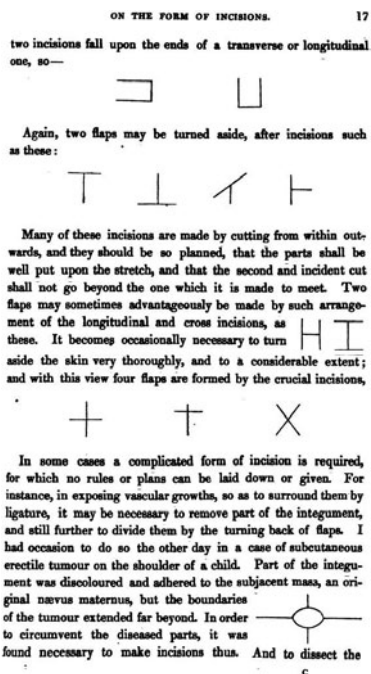 ON THE FORM OF INCISIONS. 17
two incisions fall upon the ends of a transverse or longitudinal
one, so—
Again, two flaps may be turned aside, after incisions such
as these:
Many of these incisions are made by cutting from within out-
wards, and they should be so planned, that the parts shall be
well put upon the stretch, and that the second and incident cut
shall not go beyond the one which it is made to meet. Two
flaps may sometimes advantageously be made by such arrange-
ment of the longitudinal and cross incisions, as
these. It becomes occasionally necessary to turn
aside the skin very thoroughly, and to a considerable extent;
and with this view four flaps are formed by the crucial incisions,
In some cases a complicated form of incision is required,
for which no rules or plans can be laid down or given. For
instance, in exposing vascular growths, so as to surround them by
ligature, it may be necessary to remove part of the integument,
and still further to divide them by the turning back of flaps. I
had occasion to do so the other day in a case of subcutaneous
erectile tumour on the shoulder of a child. Part of the integu-
ment was discoloured and adhered to the subjacent mass, an ori-
ginal nævus maternus, but the boundaries
of the tumour extended far beyond. In order
to circumvent the diseased parts, it was
found necessary to make incisions thus. And to dissect the
C